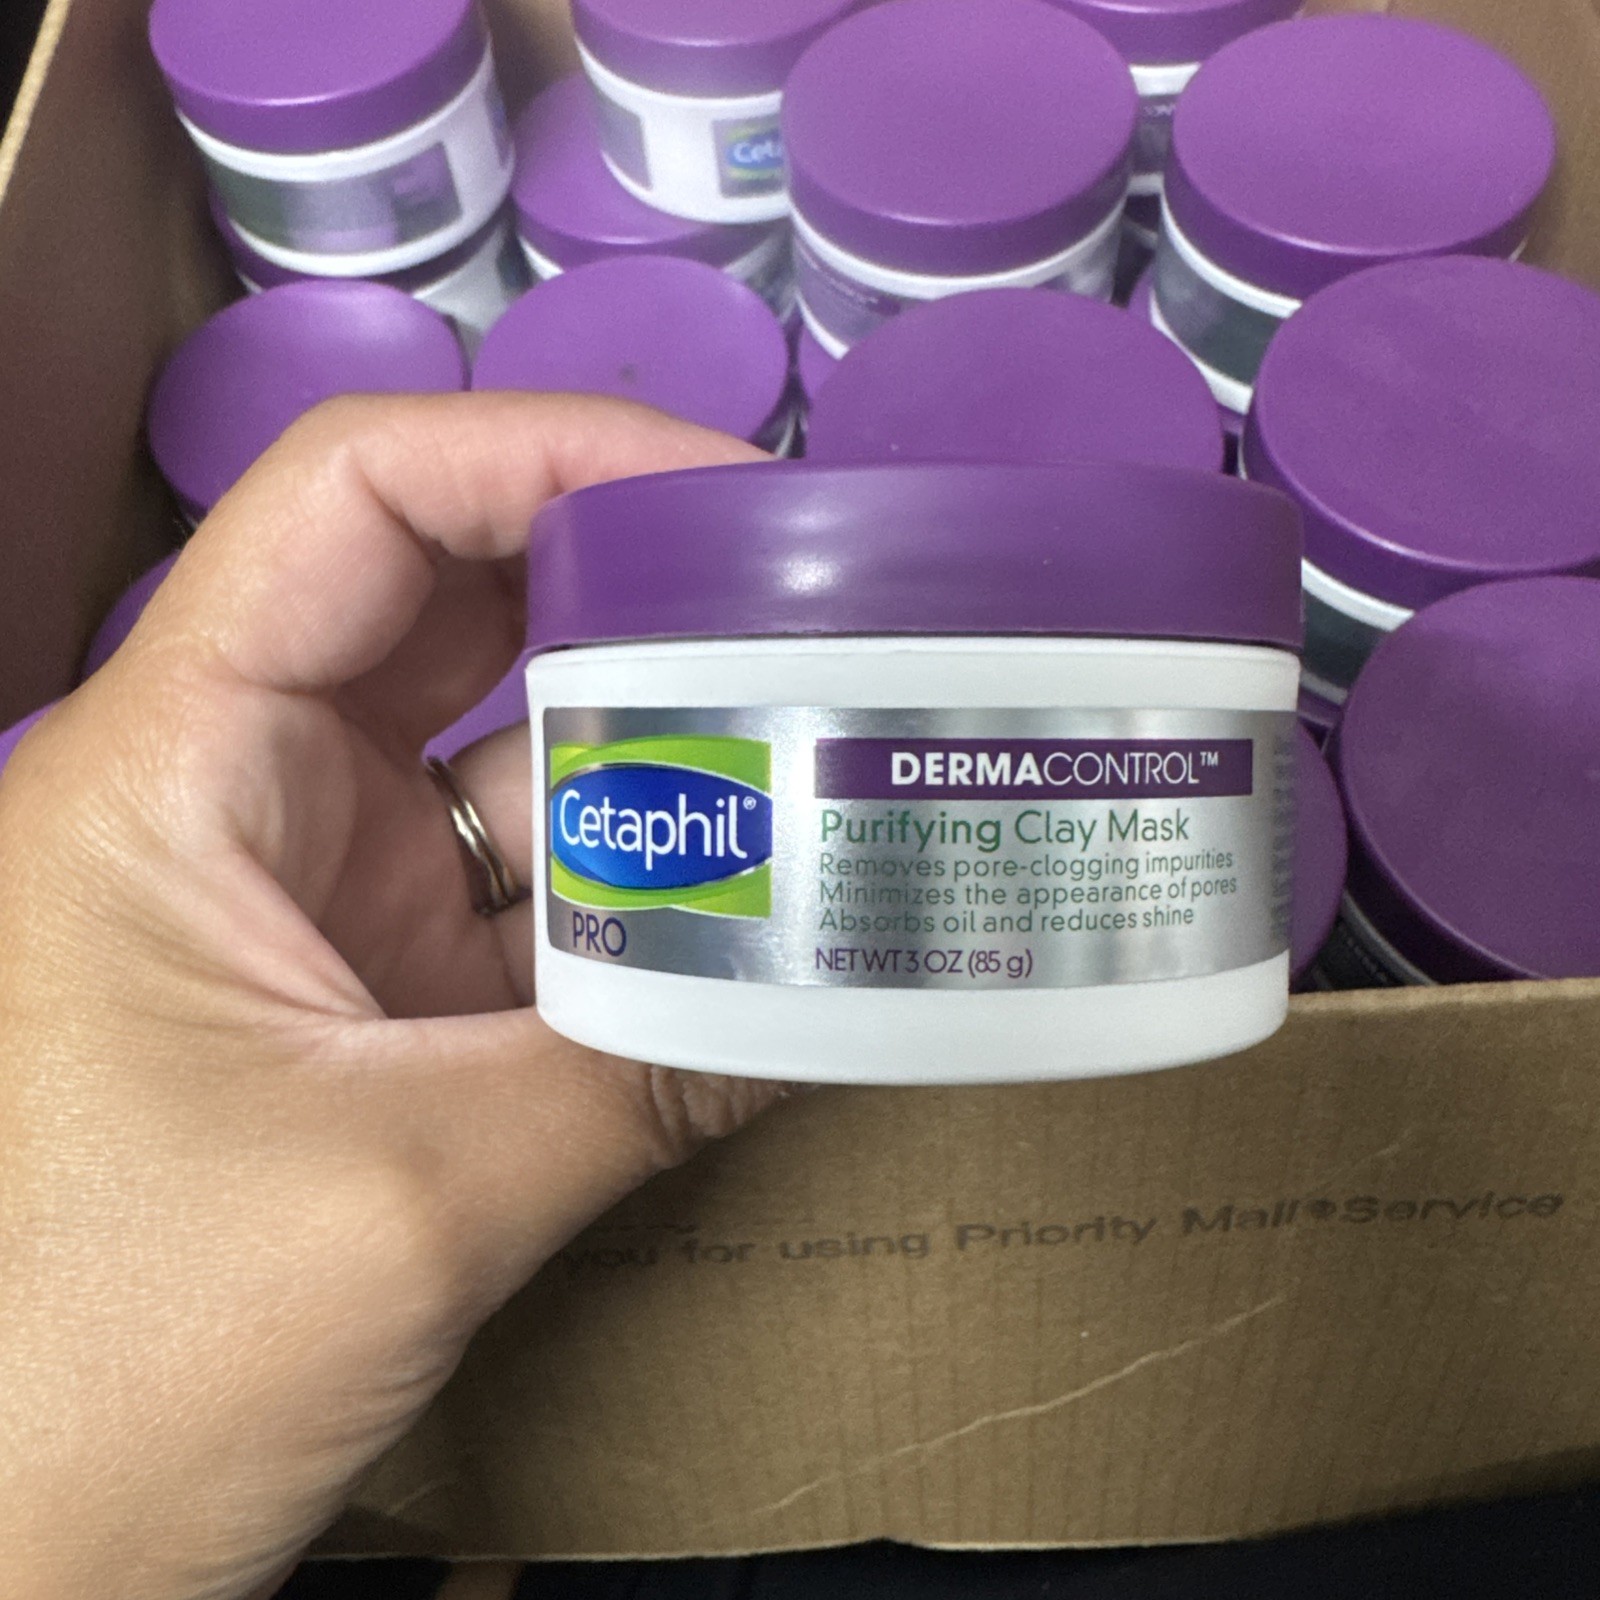 Ceta
DERMACONTROL™
Cetaphil®
Purifying Clay Mask
Removes pore-clogging impurities
Minimizes the appearance of pores
Absorbs oil and reduces shine
PRO
NET WT 3 OZ (85 g)
you for using Priority Mail®Service